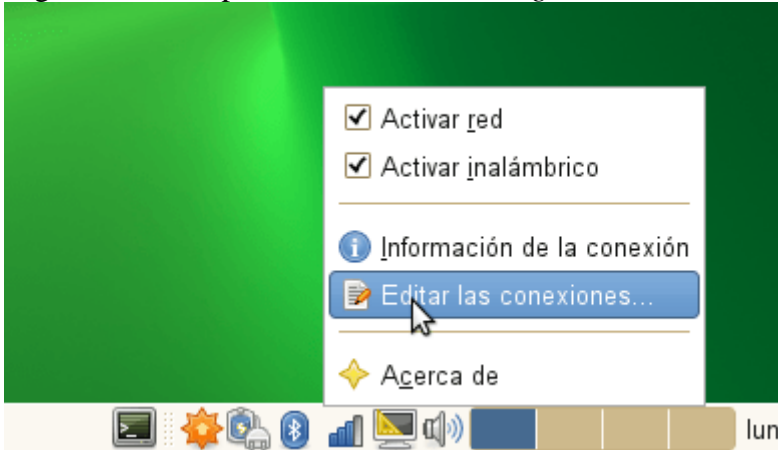 Activar red
Activar inalámbrico
Información de la conexión
Editar las conexiones...
Acerca de
lun